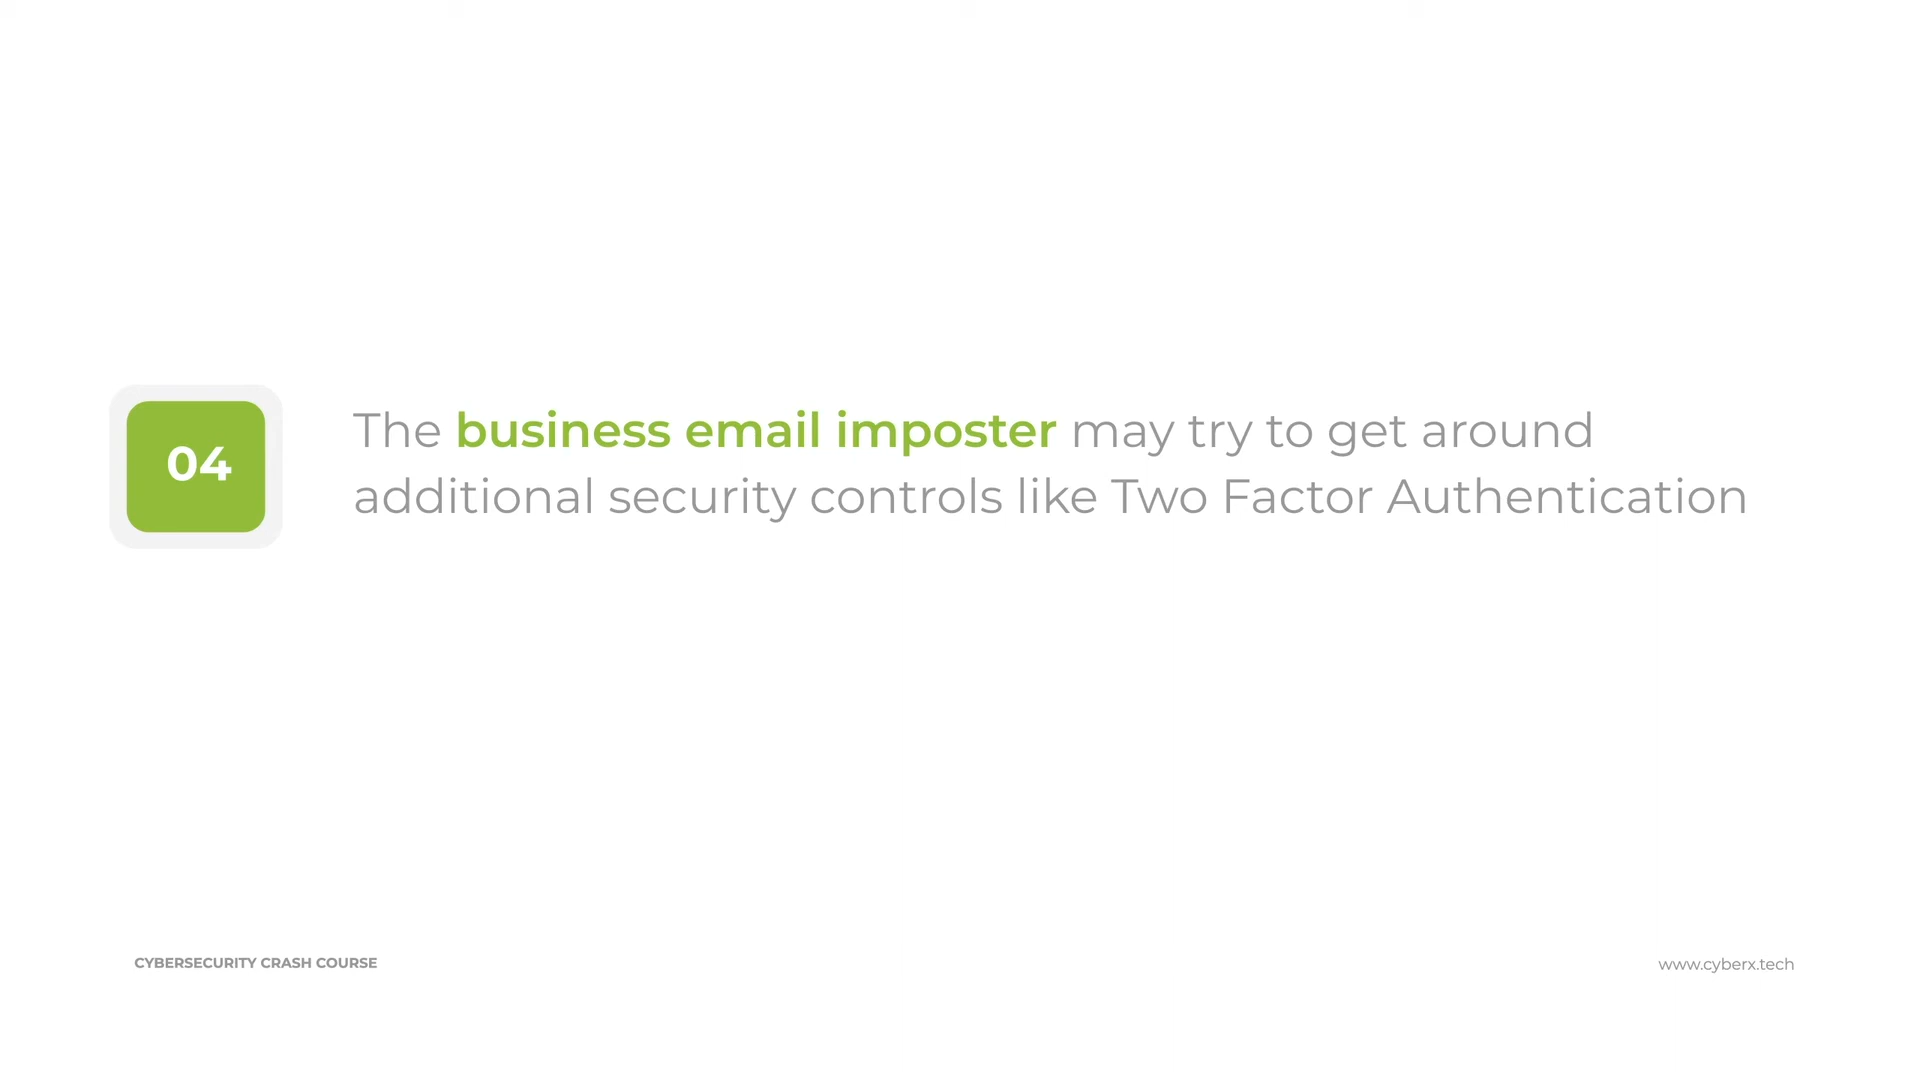 04
The business email imposter may try to get around
additional security controls like Two Factor Authentication
CYBERSECURITY CRASH COURSE
www.cyberx.tech